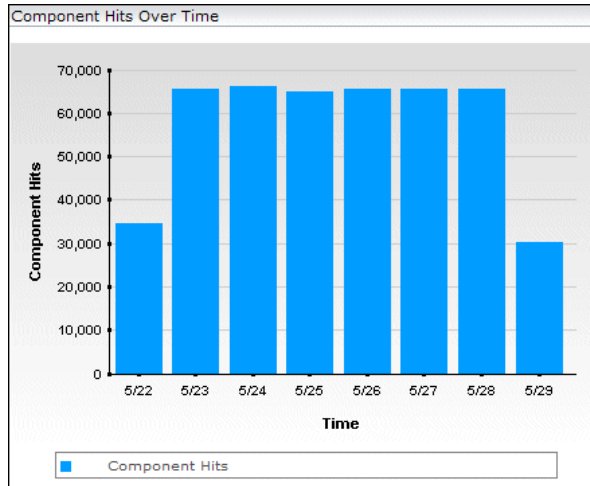 Component Hits Over Time
70,000
60,000
50,000
40,000
30,000
20,000
10,000
0
Component Hits
5/22 5/23 5/24 5/25 5/26 5/27 5/28 5/29
Time
Component Hits